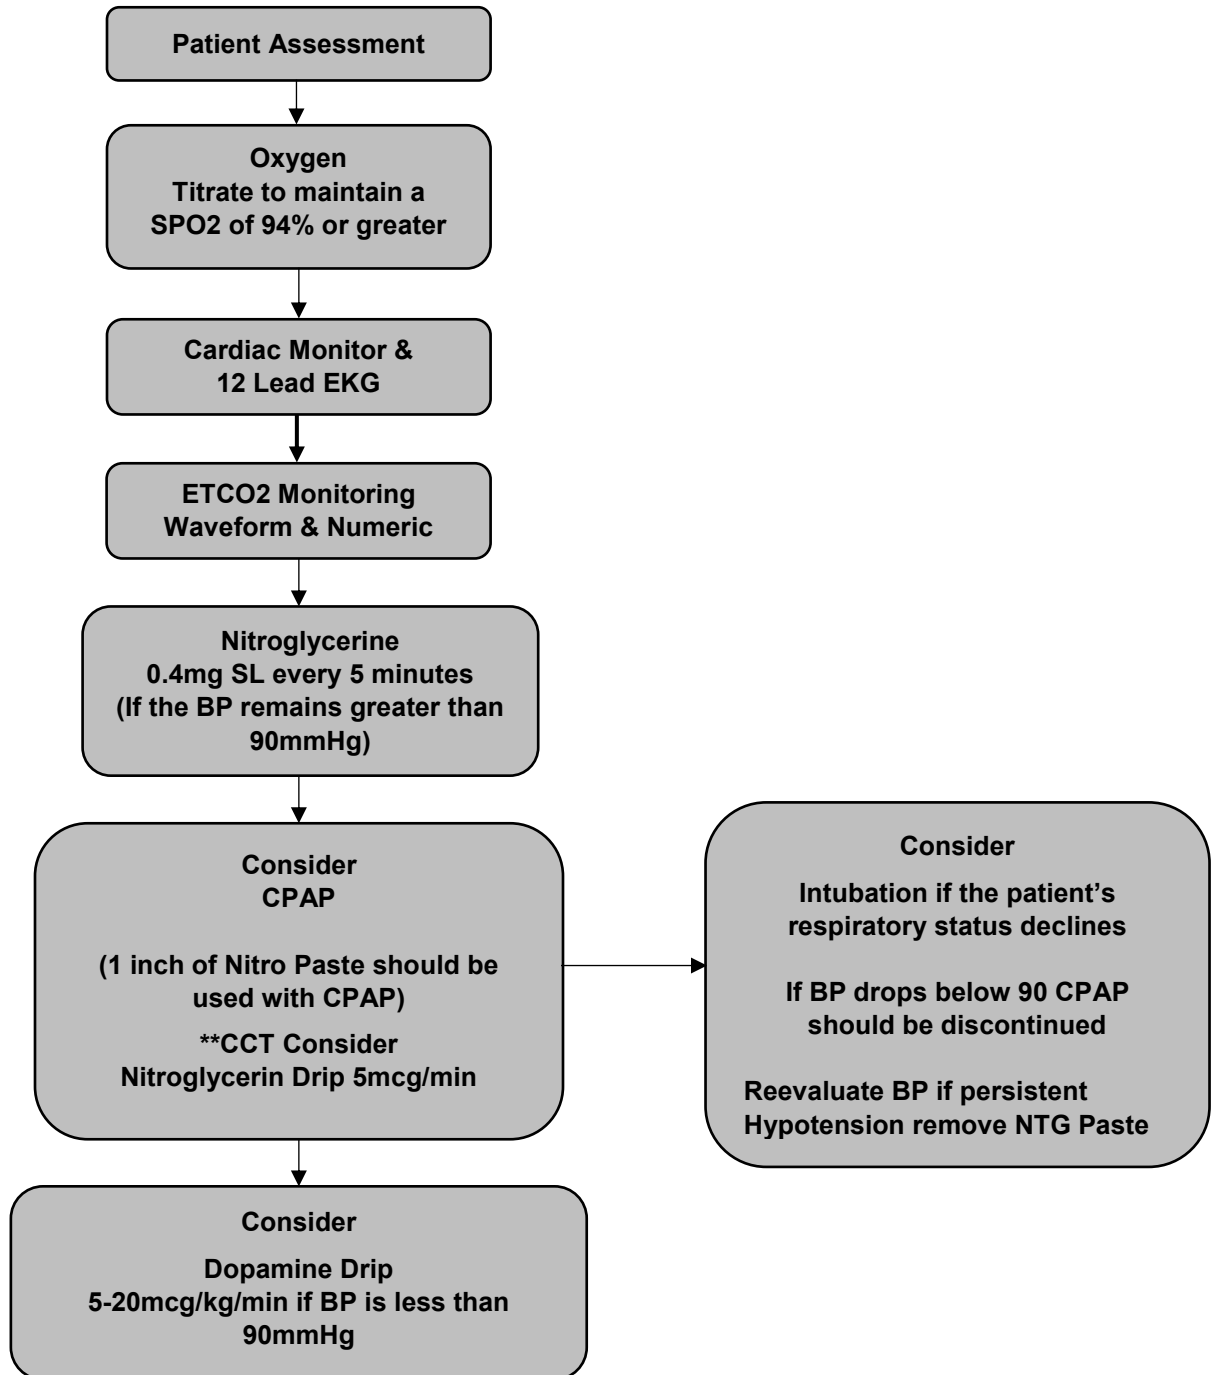 Patient Assessment
Oxygen
Titrate to maintain a
SPO2 of 94% or greater
Cardiac Monitor &
12 Lead EKG
ETCO2 Monitoring
Waveform & Numeric
Nitroglycerine
0.4mg SL every 5 minutes
(If the BP remains greater than
90mmHg)
Consider
CPAP
(1 inch of Nitro Paste should be
used with CPAP)
**CCT Consider
Nitroglycerin Drip 5mcg/min
Consider
Intubation if the patient’s
respiratory status declines
If BP drops below 90 CPAP
should be discontinued
Reevaluate BP if persistent
Hypotension remove NTG Paste
Consider
Dopamine Drip
5-20mcg/kg/min if BP is less than
90mmHg